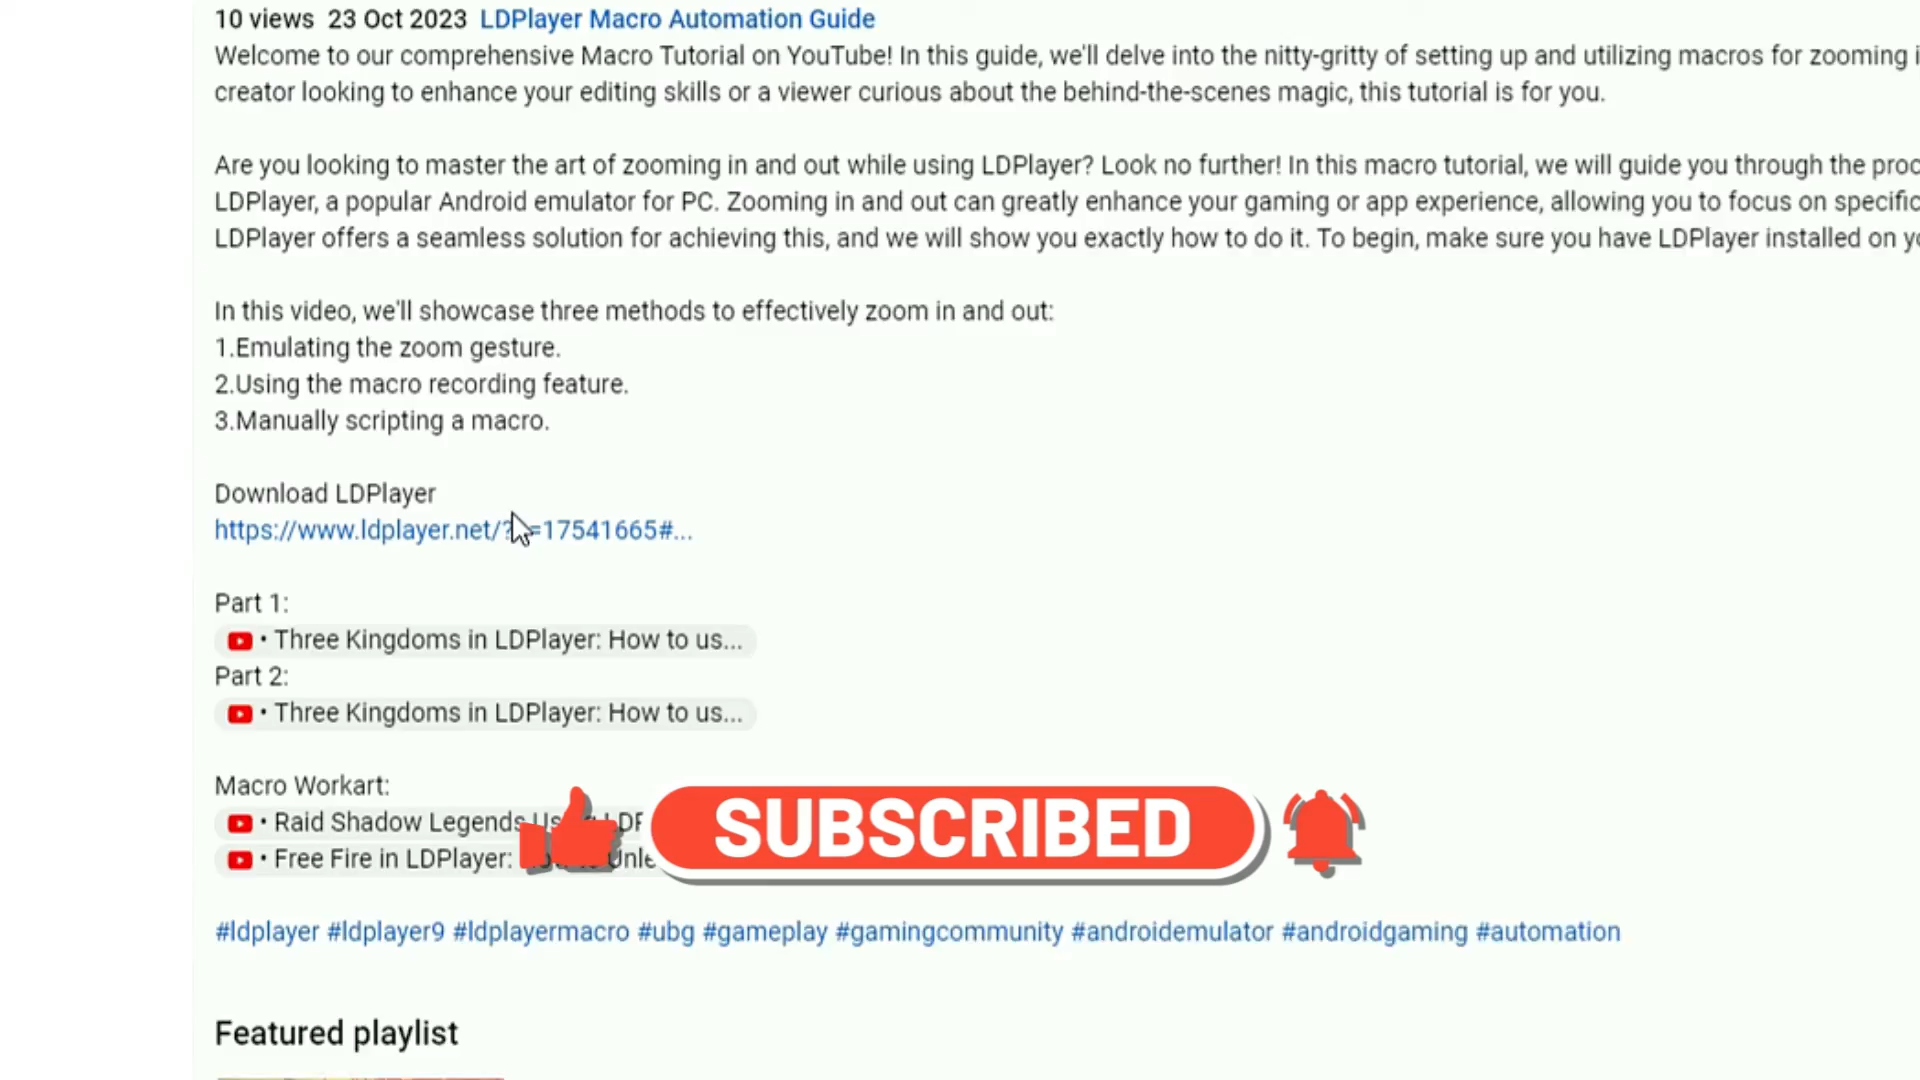 10 views 23 Oct 2023 LDPlayer Macro Automation Guide
Welcome to our comprehensive Macro Tutorial on YouTube! In this guide, we'll delve into the nitty-gritty of setting up and utilizing macros for zooming
creator looking to enhance your editing skills or a viewer curious about the behind-the-scenes magic, this tutorial is for you.
Are you looking to master the art of zooming in and out while using LDPlayer? Look no further! In this macro tutorial, we will guide you through the
LDPlayer, a popular Android emulator for PC. Zooming in and out can greatly enhance your gaming or app experience, allowing you to focus on specific
LDPlayer offers a seamless solution for achieving this, and we will show you exactly how to do it. To begin, make sure you have LDPlayer installed on
In this video, we'll showcase three methods to effectively zoom in and out:
1.Emulating the zoom gesture.
2.Using the macro recording feature.
3.Manually scripting a macro.
Download LDPlayer
https://www.ldplayer.net/? =17541665#...
Part 1:
• Three Kingdoms in LDPlayer: How to us...
Part 2:
• Three Kingdoms in LDPlayer: How to us...
Macro Workart:
• Raid Shadow Legends
• Free Fire in LDPlayer:
SUBSCRIBED
#ldplayer #ldplayer9 #ldplayermacro #ubg #gameplay #gamingcommunity #androidemulator #androidgaming #automation
Featured playlist